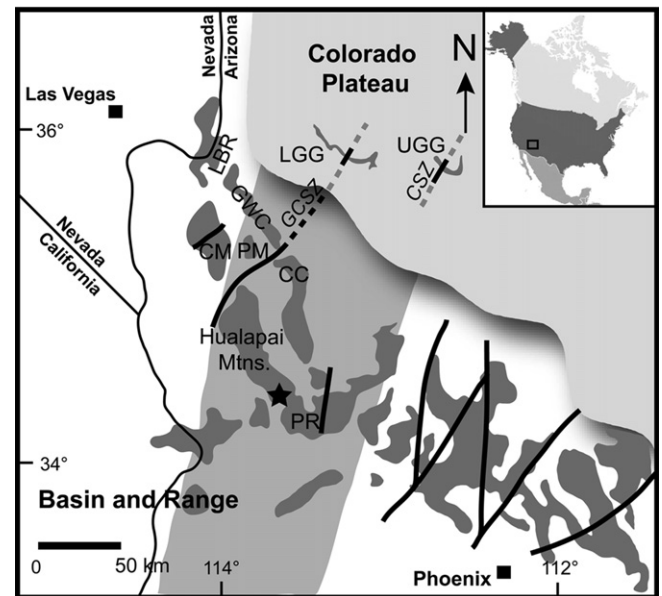 Nevada
Arizona
Colorado
Plateau
N
Las Vegas
36°
LBR
LGG
UGG
CSZ
GWC
GCSZ
Nevada
California
CM
PM
CC
Hualapai
Mtns.
PR
34°
Basin and Range
0
50 km
114°
Phoenix
112°